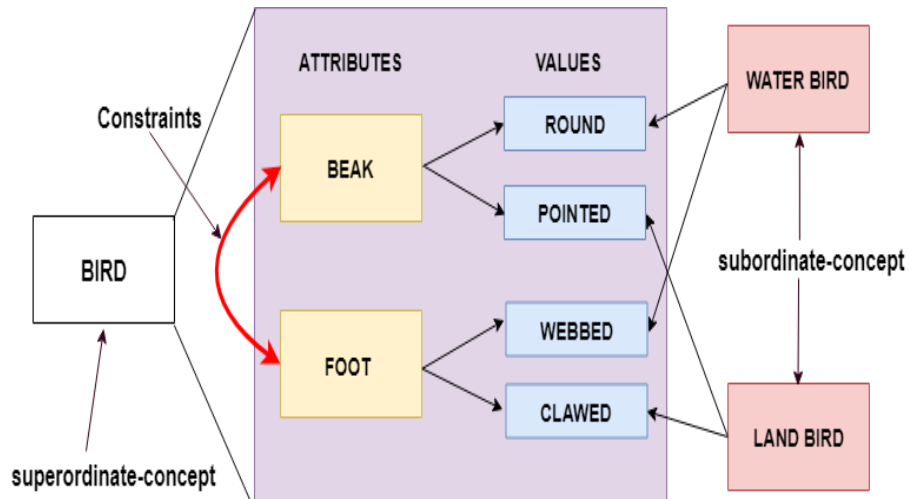 ATTRIBUTES
VALUES
WATER BIRD
Constraints
ROUND
BEAK
POINTED
BIRD
subordinate-concept
WEBBED
FOOT
CLAWED
LAND BIRD
superordinate-concept